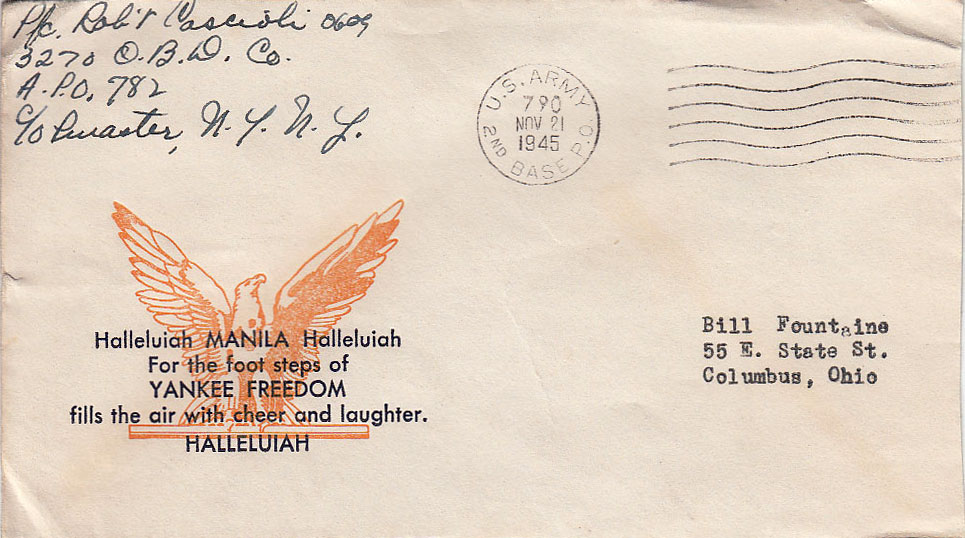 Pfc. Rob't Cascioli 0609
3270 O.B.D. Co.
A.P.O. 782
C/o Pmaster, N.Y. N.Y.
U.S. ARMY
790
NOV 21
1945
2ND BASE P.O.
Halleluiah MANILA Halleluiah
For the foot steps of
YANKEE FREEDOM
fills the air with cheer and laughter.
HALLELUIAH
Bill Fountaine
55 E. State St.
Columbus, Ohio